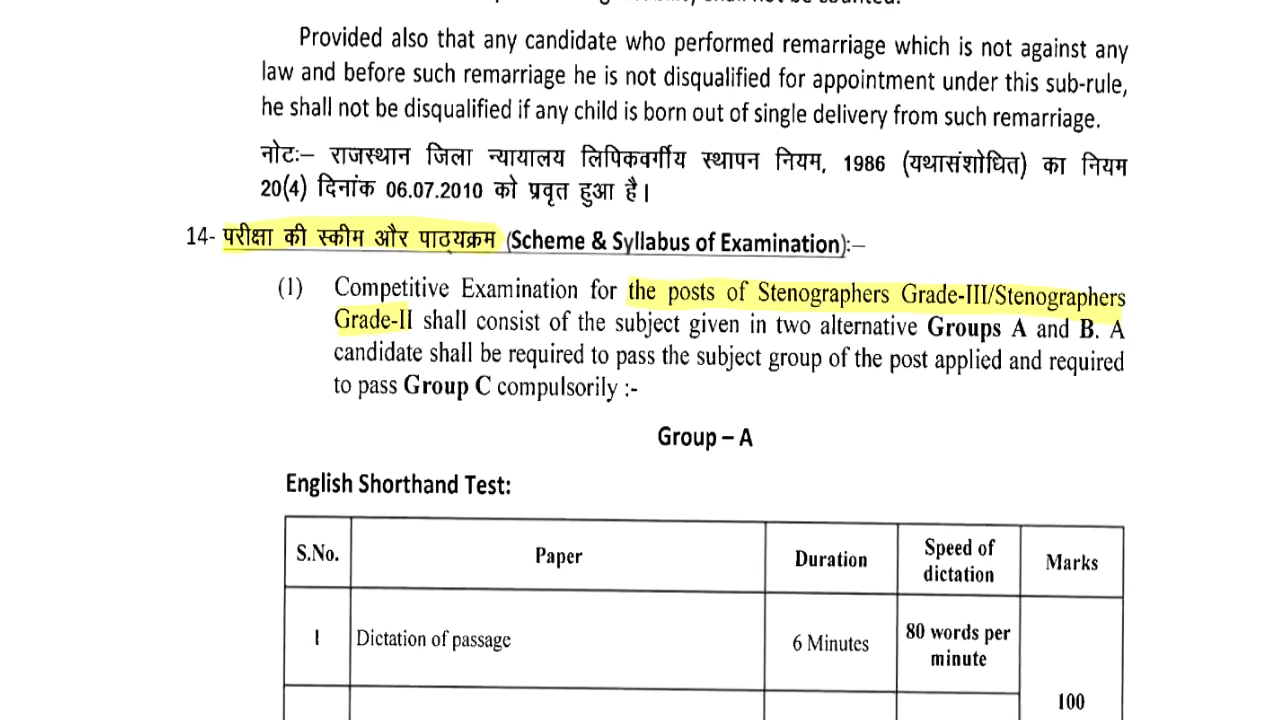 Provided also that any candidate who performed remarriage which is not against any
law and before such remarriage he is not disqualified for appointment under this sub-rule,
he shall not be disqualified if any child is born out of single delivery from such remarriage.
नोटः– राजस्थान जिला न्यायालय लिपिकवर्गीय स्थापन नियम, 1986 (यथासंशोधित) का नियम
20(4) दिनांक 06.07.2010 को प्रवृत हुआ है।
14- परीक्षा की स्कीम और पाठ्यक्रम (Scheme & Syllabus of Examination):–
(1) Competitive Examination for the posts of Stenographers Grade-III/Stenographers
Grade-II shall consist of the subject given in two alternative Groups A and B. A
candidate shall be required to pass the subject group of the post applied and required
to pass Group C compulsorily :-
Group – A
English Shorthand Test:
S.No. Paper Duration Speed of dictation Marks
1 Dictation of passage 6 Minutes 80 words per minute
100